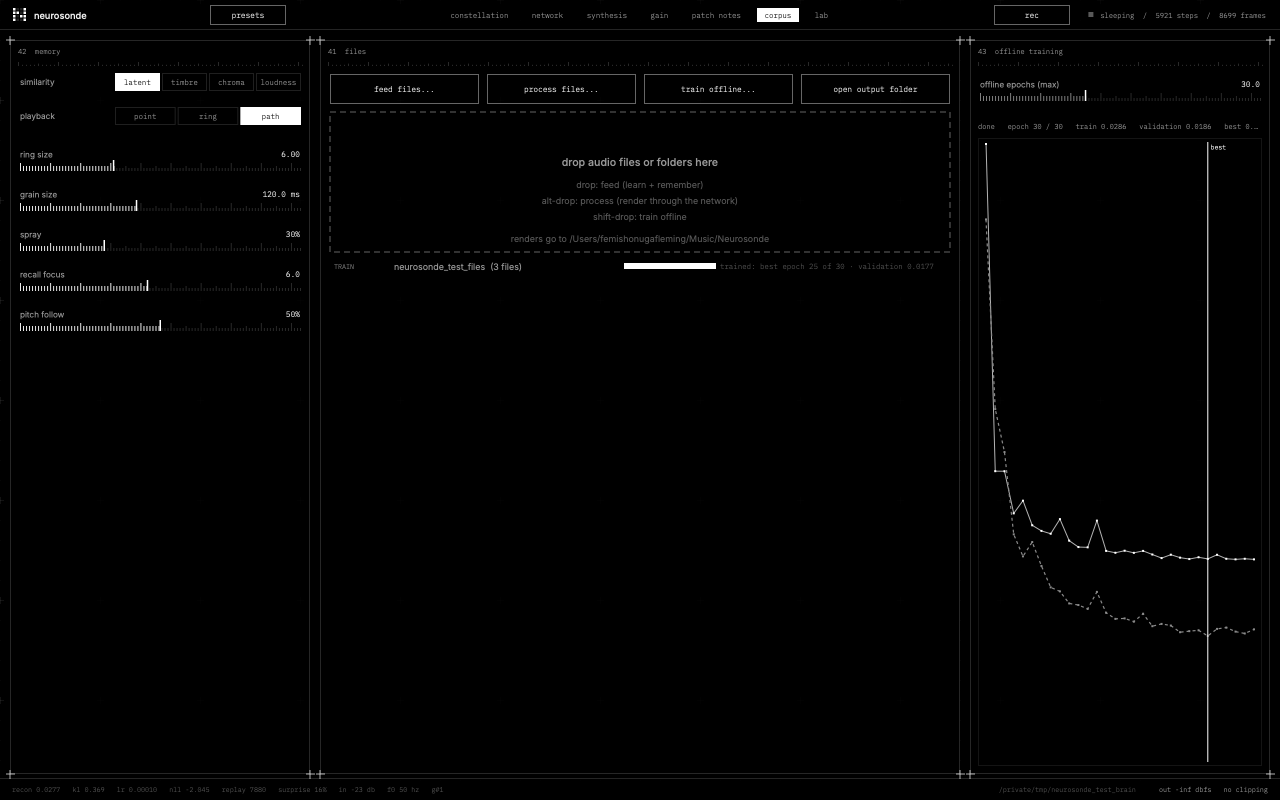 neurosonde
presets
constellation network synthesis gain patch notes corpus lab
rec
sleeping / 5921 steps / 8699 frames
42 memory
similarity latent timbre chroma loudness
playback point ring path
ring size 6.00
grain size 120.0 ms
spray 30%
recall focus 6.0
pitch follow 50%
41 files
feed files... process files... train offline... open output folder
drop audio files or folders here
drop: feed (learn + remember)
alt-drop: process (render through the network)
shift-drop: train offline
renders go to /Users/femishonugafleming/Music/Neurosonde
TRAIN neurosonde_test_files (3 files) trained: best epoch 25 of 30 · validation 0.0177
43 offline training
offline epochs (max) 30.0
done epoch 30 / 30 train 0.0286 validation 0.0186 best 0...
best
recon 0.0277 kl 0.369 lr 0.00010 nll -2.045 replay 7880 surprise 16% in -23 db f0 50 hz g#1
/private/tmp/neurosonde_test_brain out -inf dbfs no clipping